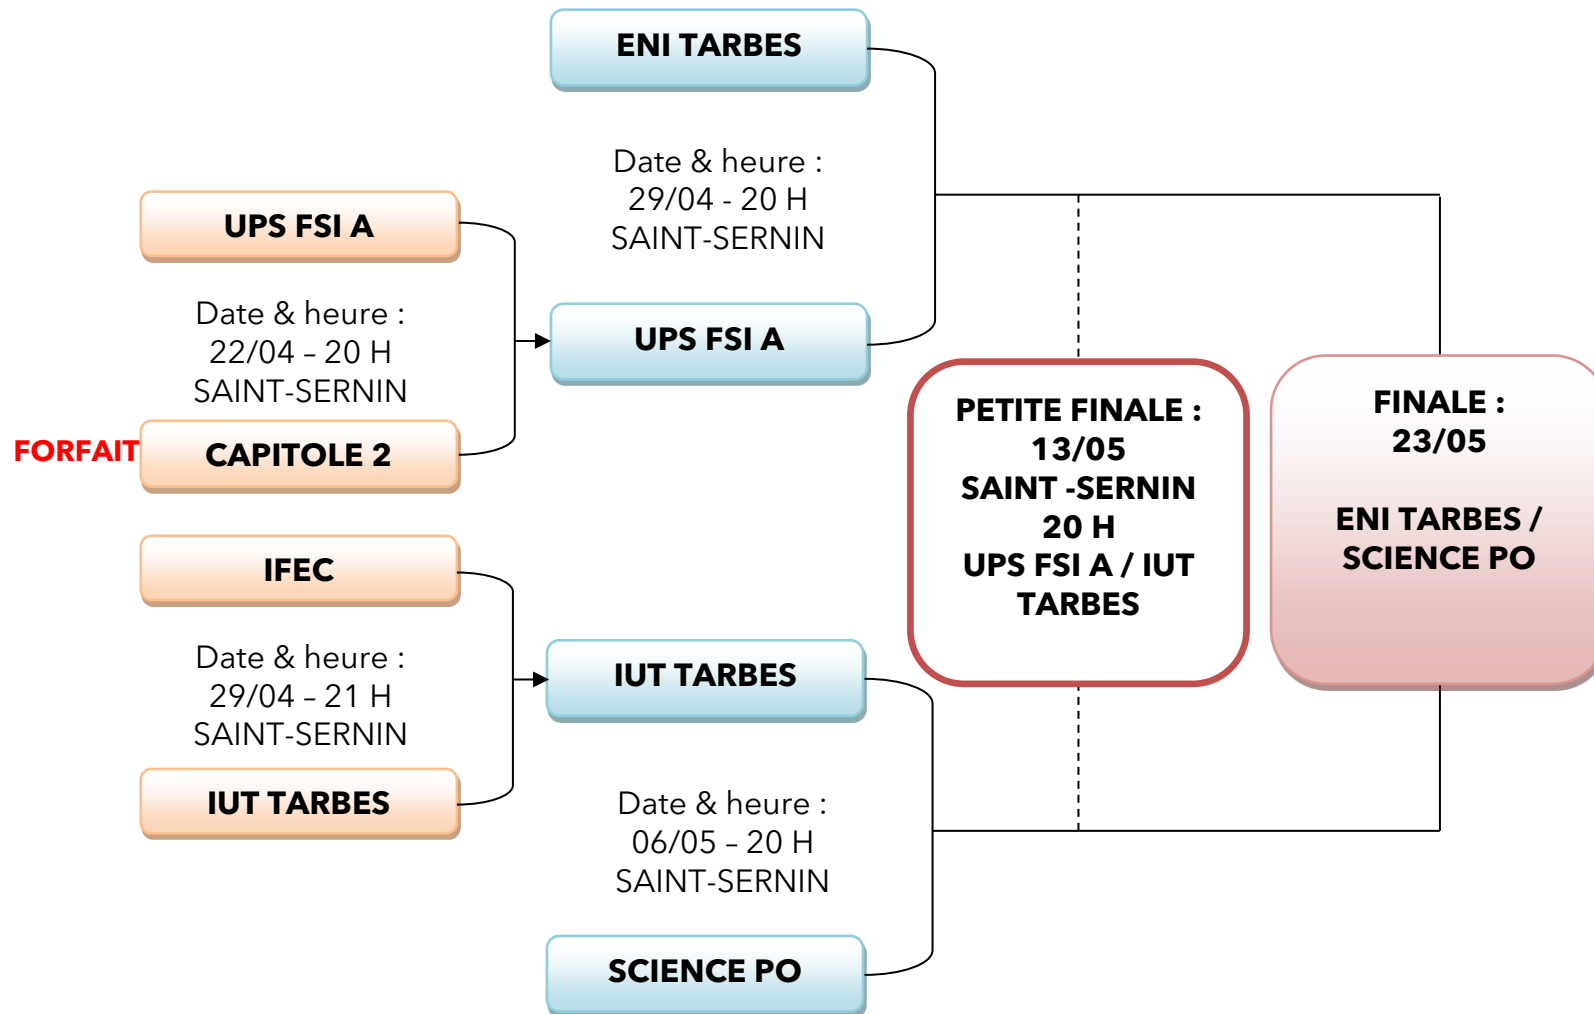 ENI TARBES
Date & heure :
29/04 - 20 H
SAINT-SERNIN
UPS FSI A
Date & heure :
22/04 – 20 H
SAINT-SERNIN
UPS FSI A
FORFAIT
CAPITOLE 2
PETITE FINALE :
13/05
SAINT -SERNIN
20 H
UPS FSI A / IUT
TARBES
FINALE :
23/05
ENI TARBES /
SCIENCE PO
IFEC
Date & heure :
29/04 – 21 H
SAINT-SERNIN
IUT TARBES
IUT TARBES
Date & heure :
06/05 – 20 H
SAINT-SERNIN
SCIENCE PO